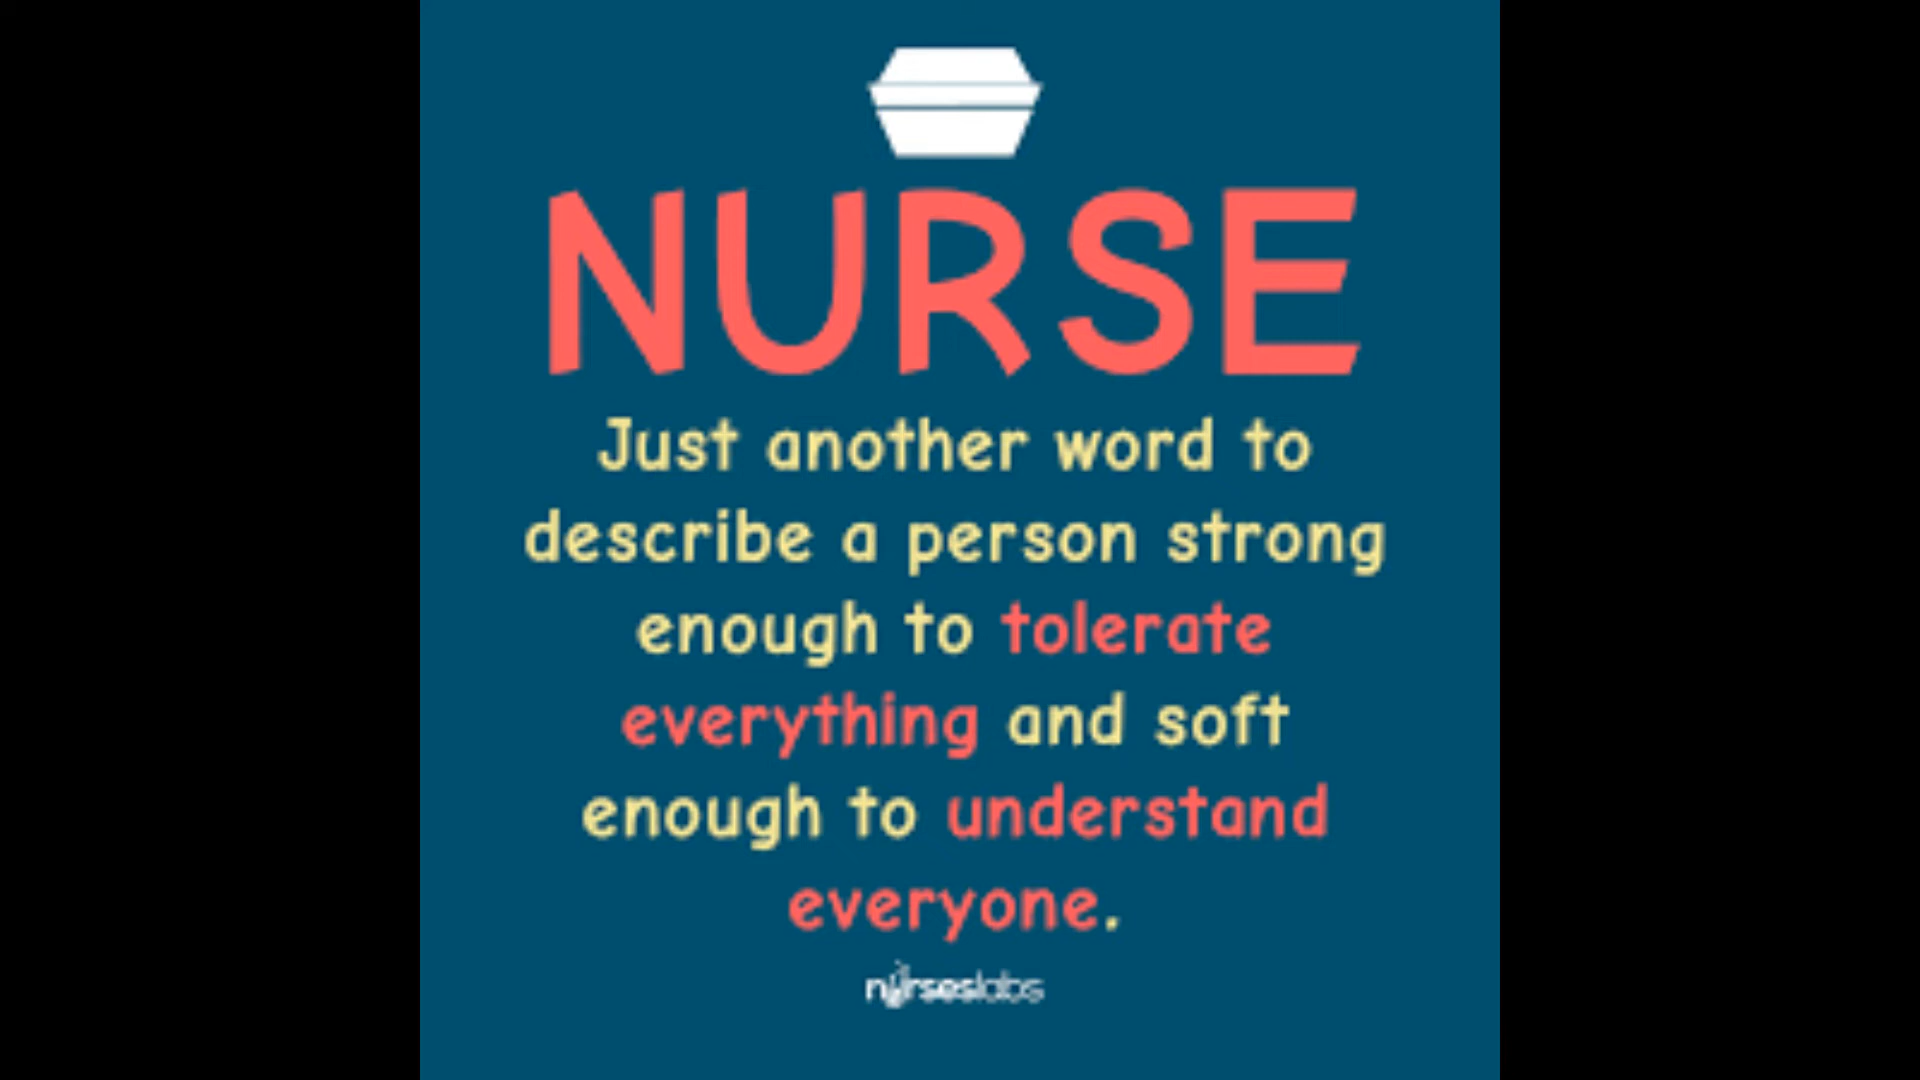 NURSE
Just another word to
describe a person strong
enough to tolerate
everything and soft
enough to understand
everyone.
nurseslabs